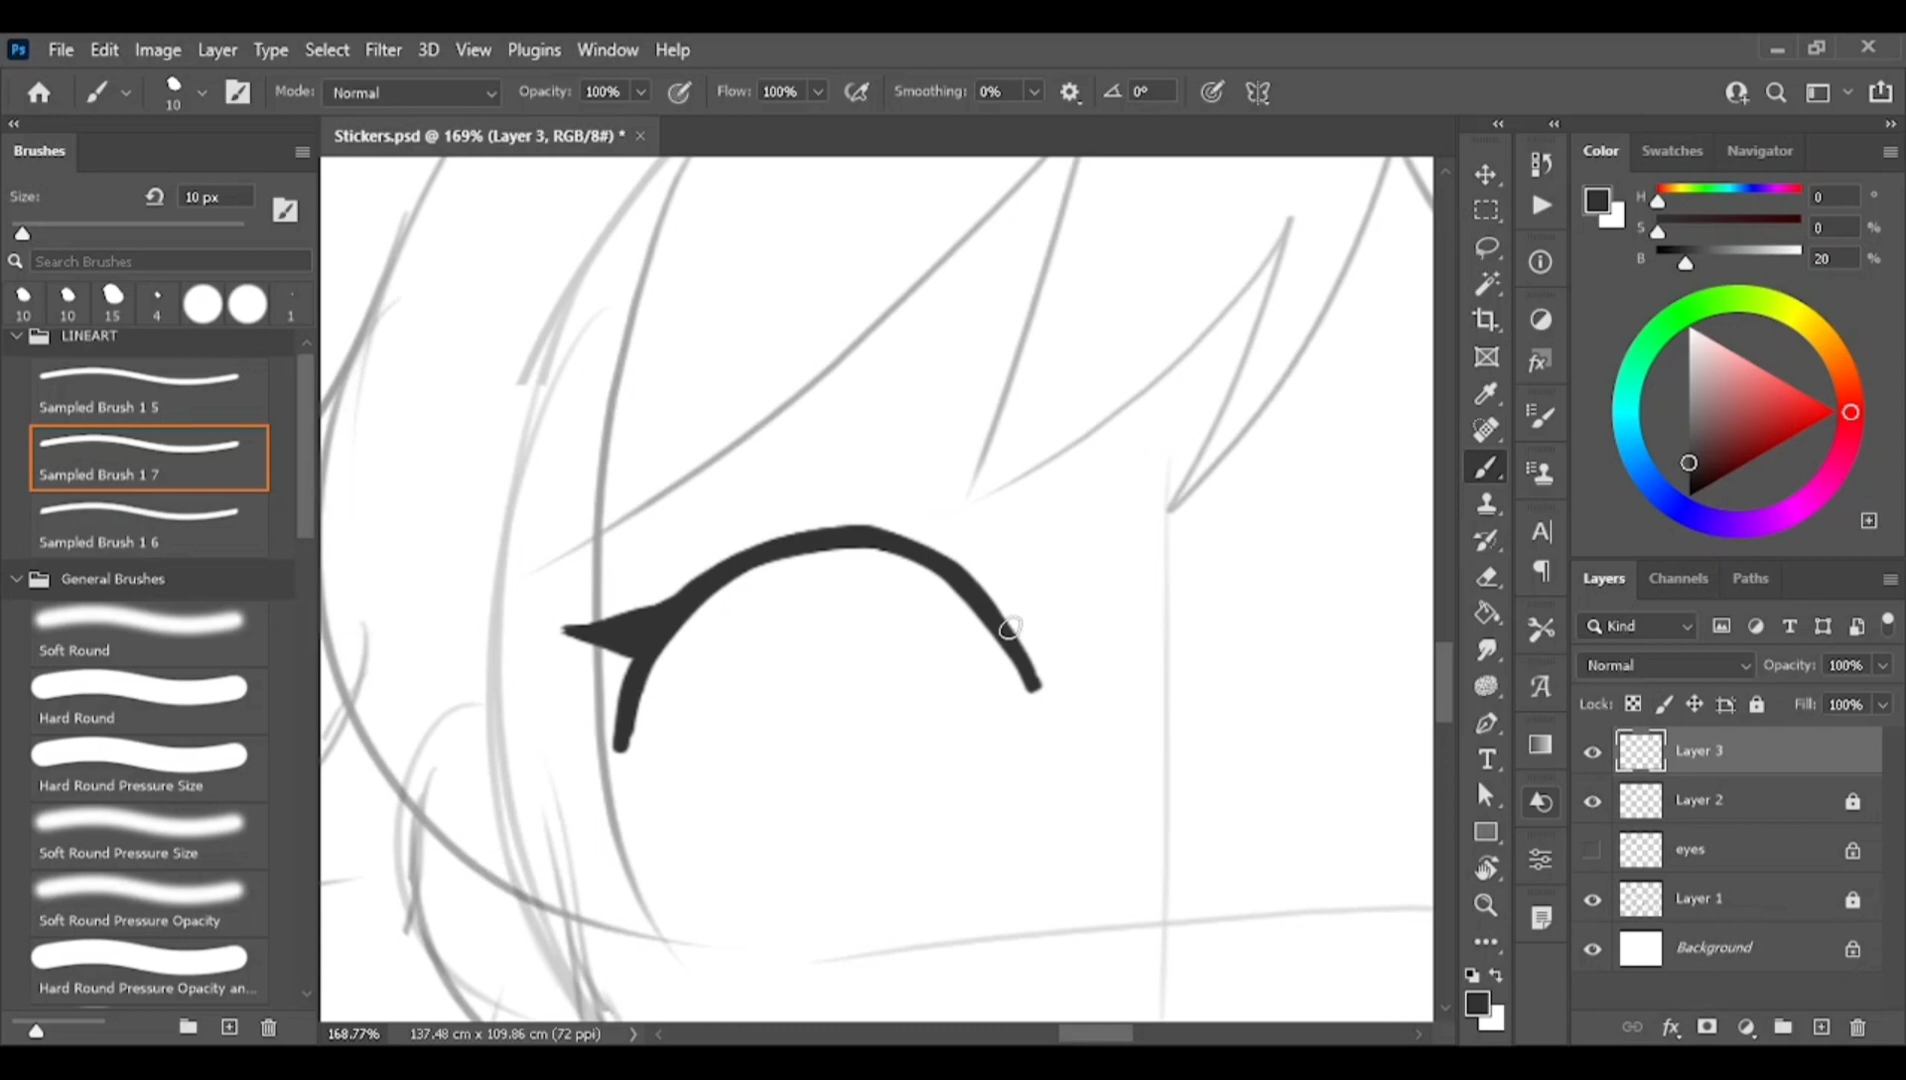 Ps File Edit Image Layer Type Select Filter 3D View Plugins Window Help
10 Mode: Normal Opacity: 100% Flow: 100% Smoothing: 0% 0°
Brushes
Size: 10 px
Search Brushes
10 10 15 4 1
LINEART
Sampled Brush 1 5
Sampled Brush 1 7
Sampled Brush 1 6
General Brushes
Soft Round
Hard Round
Hard Round Pressure Size
Soft Round Pressure Size
Soft Round Pressure Opacity
Hard Round Pressure Opacity an...
Stickers.psd @ 169% (Layer 3, RGB/8#) *
168.77% 137.48 cm x 109.86 cm (72 ppi)
Color Swatches Navigator
H 0 °
S 0 %
B 20 %
Layers Channels Paths
Kind
Normal Opacity: 100%
Lock: Fill: 100%
Layer 3
Layer 2
eyes
Layer 1
Background